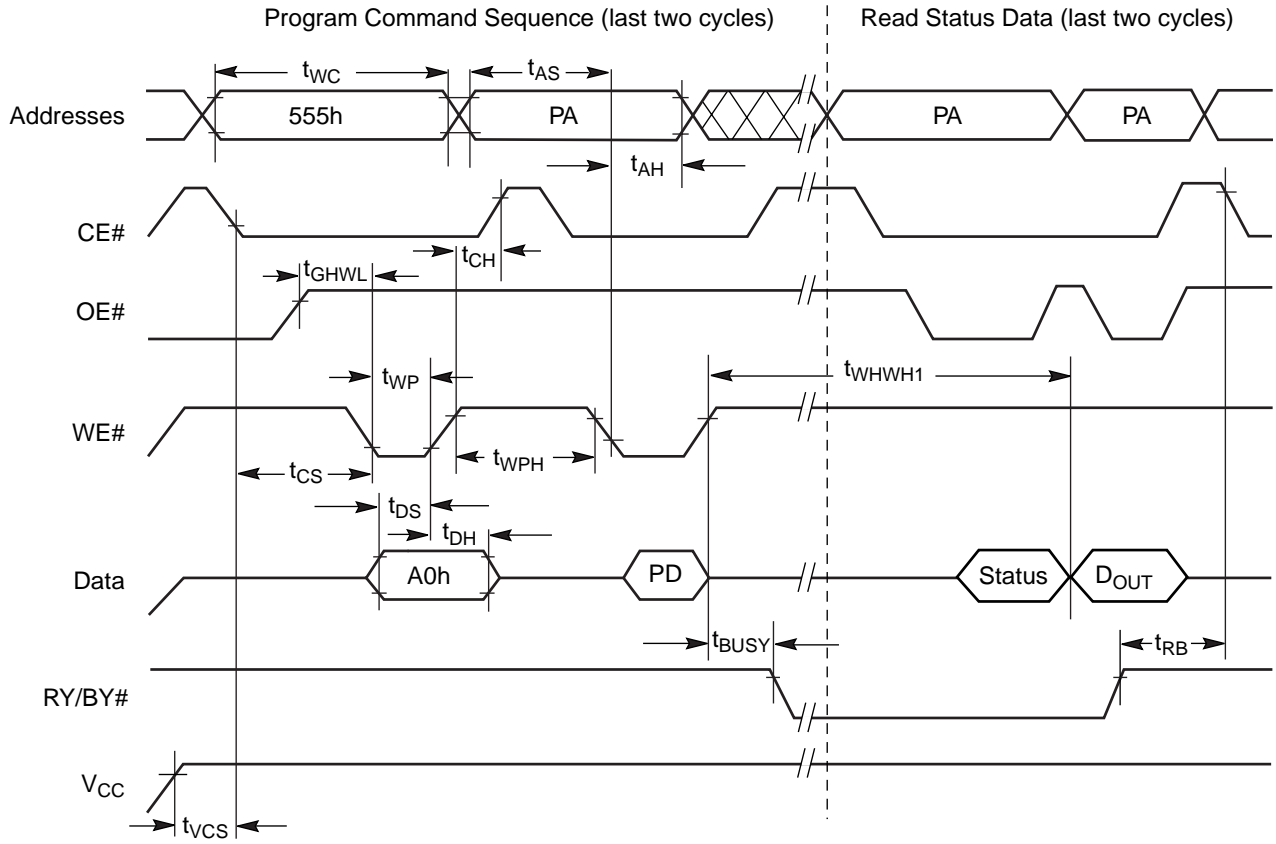 Program Command Sequence (last two cycles)
Read Status Data (last two cycles)
tWC
tAS
Addresses
555h
PA
PA
PA
tAH
CE#
tCH
tGHWL
OE#
tWP
tWHWH1
WE#
tCS
tWPH
tDS
tDH
Data
A0h
PD
Status
DOUT
tBUSY
tRB
RY/BY#
VCC
tVCS